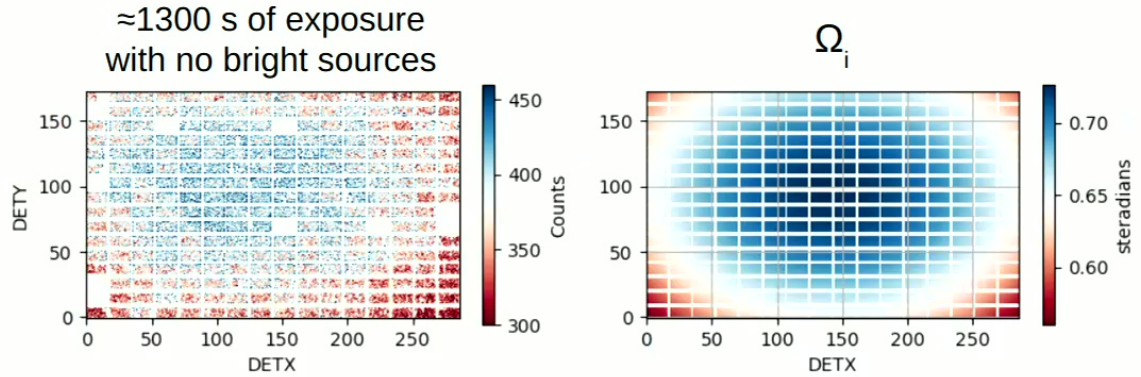 ≈1300 s of exposure
with no bright sources
DETY
150
100
50
0
0 50 100 150 200 250
DETX
450
400
350
300
Counts
Ωi
150
100
50
0
0 50 100 150 200 250
DETX
0.70
0.65
0.60
steradians